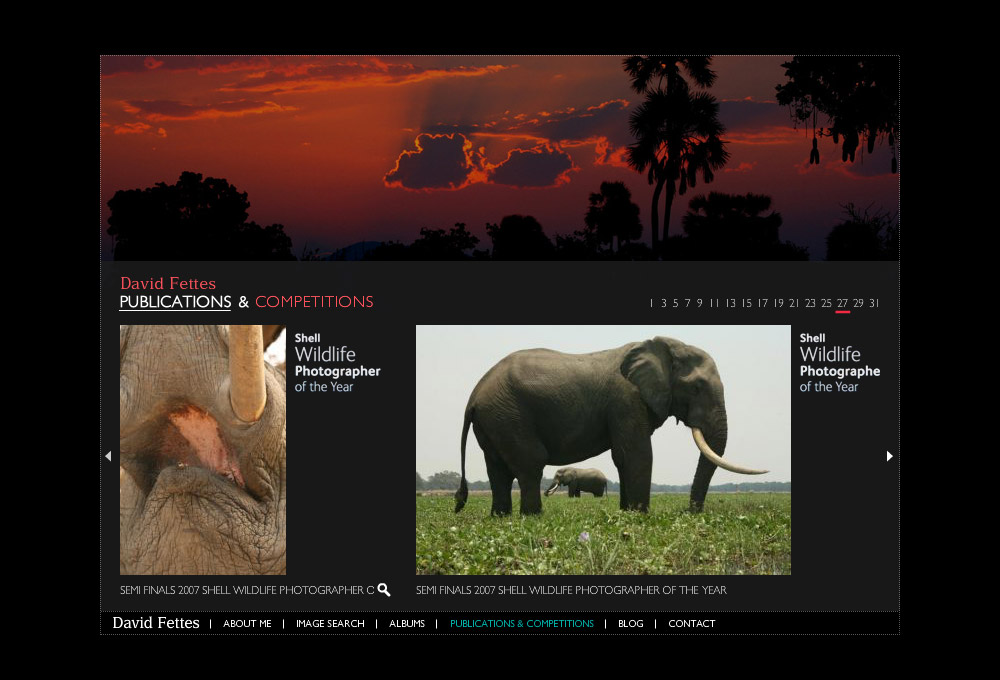 David Fettes
PUBLICATIONS & COMPETITIONS
1 3 5 7 9 11 13 15 17 19 21 23 25 27 29 31
Shell
Wildlife
Photographer
of the Year
Shell
Wildlife
Photographe
of the Year
SEMI FINALS 2007 SHELL WILDLIFE PHOTOGRAPHER O
SEMI FINALS 2007 SHELL WILDLIFE PHOTOGRAPHER OF THE YEAR
David Fettes | ABOUT ME | IMAGE SEARCH | ALBUMS | PUBLICATIONS & COMPETITIONS | BLOG | CONTACT